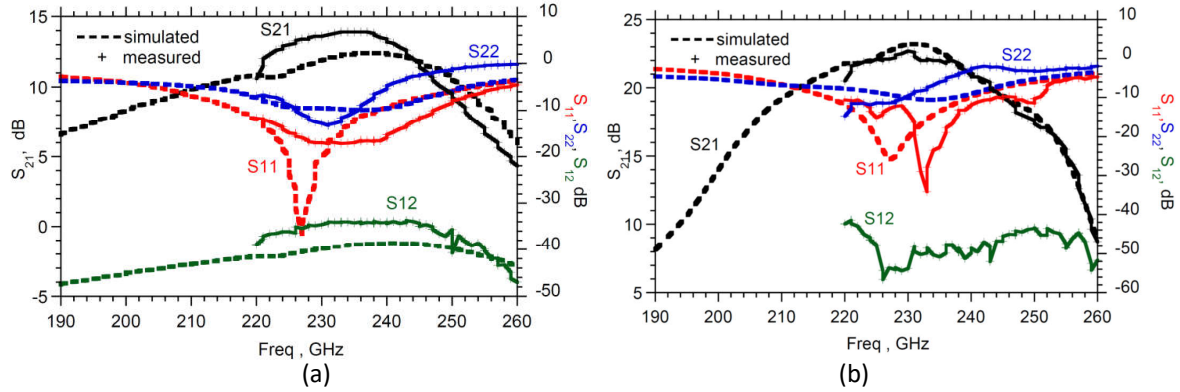 15
10
5
0
-5
S21, dB
simulated
measured
S21
S22
S11
S12
10
0
-10
-20
-30
-40
-50
S11, S22, S12 dB
190 200 210 220 230 240 250 260
Freq , GHz
(a)
25
20
15
10
5
S211, dB
simulated
measured
S22
S21
S11
S12
10
0
-10
-20
-30
-40
-50
-60
S11, S22, S12, dB
190 200 210 220 230 240 250 260
Freq , GHz
(b)